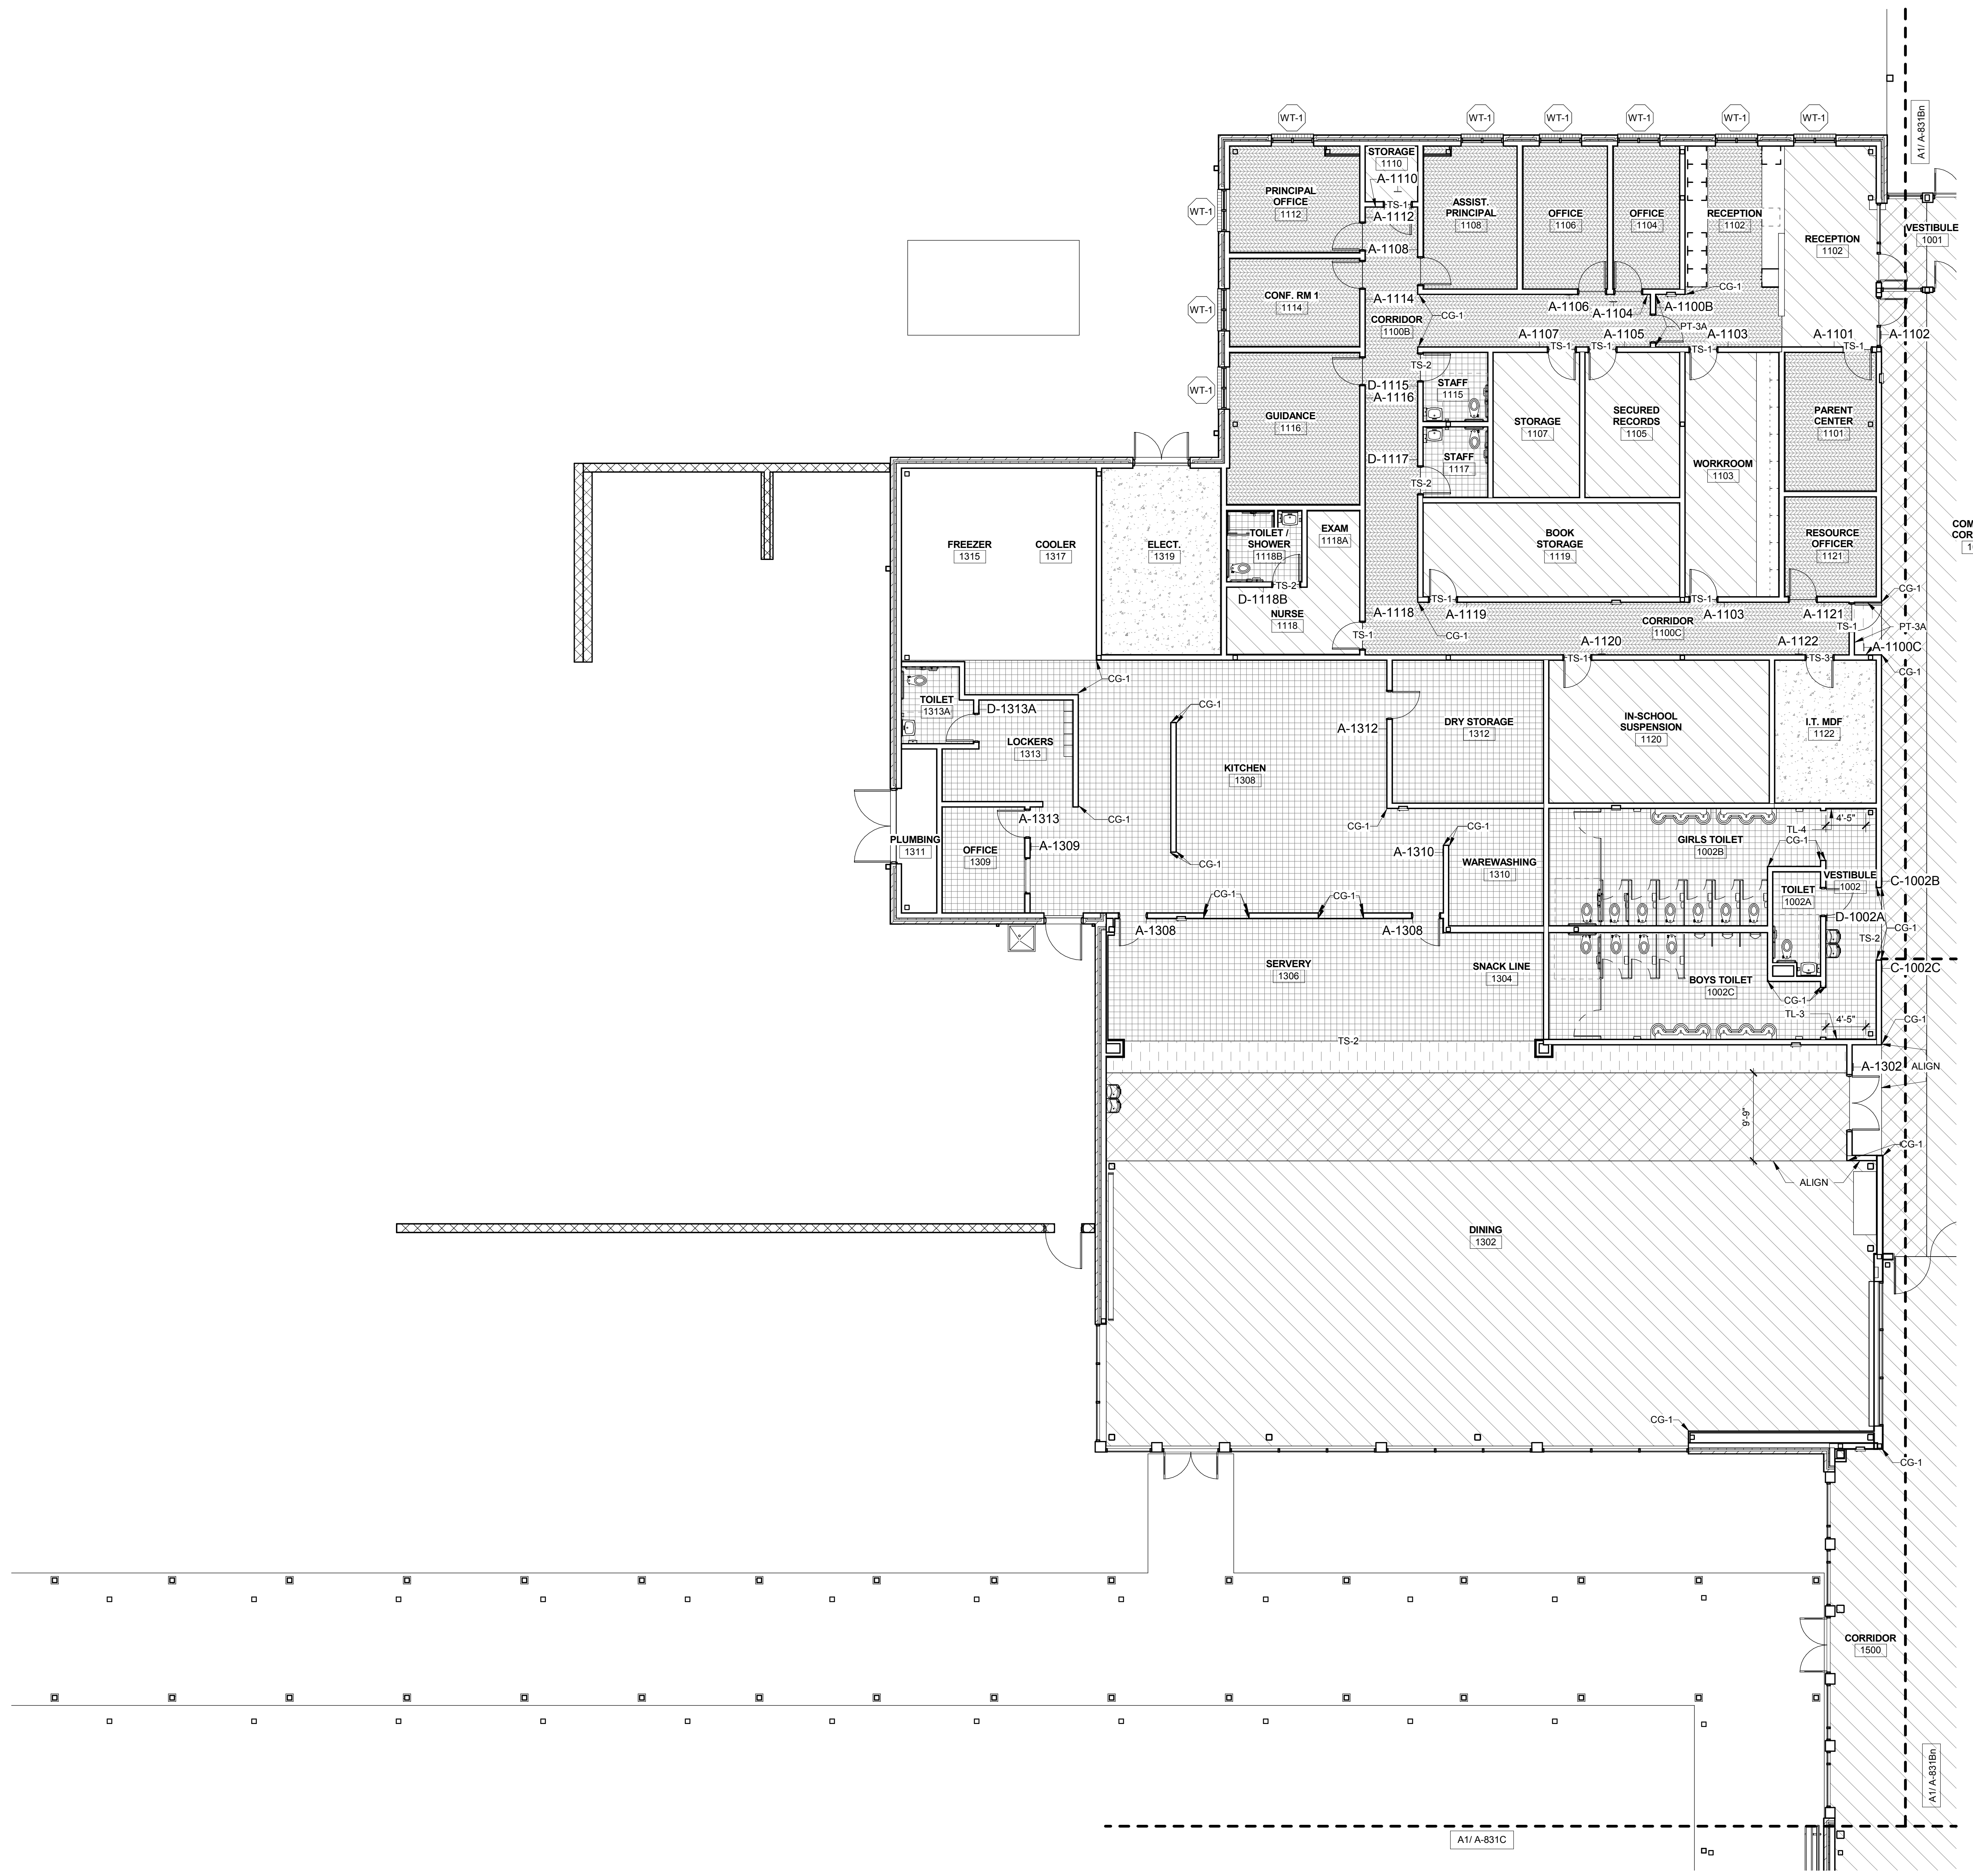 A1/ A-831Bn
WT-1
WT-1
WT-1
WT-1
WT-1
WT-1
STORAGE
1110
A-1110
TS-1
PRINCIPAL
OFFICE
1112
WT-1
A-1112
A-1108
ASSIST.
PRINCIPAL
1108
OFFICE
1106
OFFICE
1104
RECEPTION
1102
RECEPTION
1102
VESTIBULE
1001
CG-1
CONF. RM 1
1114
WT-1
A-1114
CORRIDOR
1100B
CG-1
A-1106
A-1104
A-1100B
PT-3A
A-1107
A-1105
A-1103
A-1101
A-1102
TS-1
TS-1
TS-1
TS-1
TS-2
WT-1
D-1115
A-1116
STAFF
1115
GUIDANCE
1116
STORAGE
1107
SECURED
RECORDS
1105
PARENT
CENTER
1101
D-1117
STAFF
1117
TS-2
WORKROOM
1103
FREEZER
1315
COOLER
1317
ELECT.
1319
TOILET /
SHOWER
1118B
EXAM
1118A
BOOK
STORAGE
1119
RESOURCE
OFFICER
1121
COM
COR
1
TS-2
D-1118B
NURSE
1118
A-1118
TS-1
TS-1
A-1119
CG-1
TS-1
A-1103
A-1121
CG-1
CORRIDOR
1100C
TS-1
PT-3A
A-1120
A-1122
A-1100C
TS-1
TS-3
CG-1
CG-1
TOILET
1313A
D-1313A
LOCKERS
1313
CG-1
A-1312
DRY STORAGE
1312
IN-SCHOOL
SUSPENSION
1120
I.T. MDF
1122
KITCHEN
1308
CG-1
A-1313
PLUMBING
1311
OFFICE
1309
A-1309
CG-1
CG-1
CG-1
A-1310
WAREWASHING
1310
GIRLS TOILET
1002B
TL-4
4'-5"
CG-1
TOILET
1002A
VESTIBULE
1002
C-1002B
CG-1
CG-1
A-1308
A-1308
D-1002A
CG-1
TS-2
SERVERY
1306
SNACK LINE
1304
C-1002C
BOYS TOILET
1002C
CG-1
TL-3
4'-5"
CG-1
TS-2
A-1302
ALIGN
9'-9"
CG-1
ALIGN
DINING
1302
CG-1
CG-1
CORRIDOR
1500
A1/ A-831Bn
A1/ A-831C